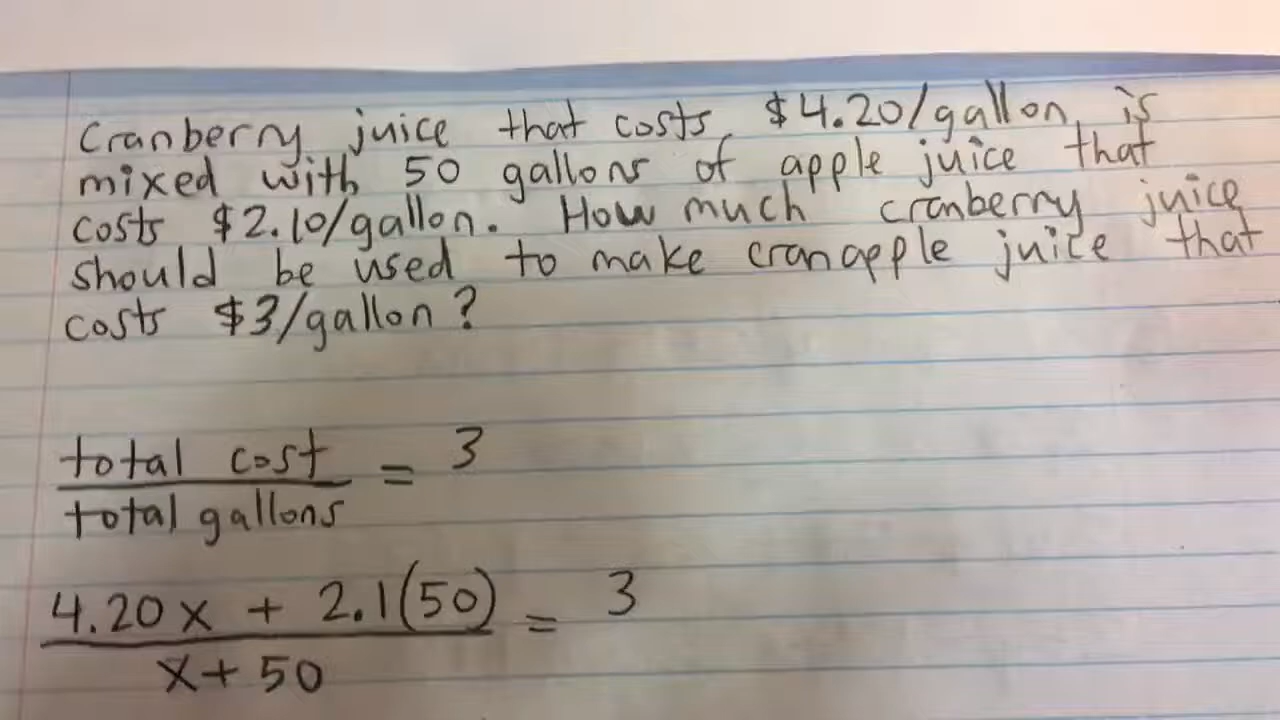 Cranberry juice that costs $4.20/gallon is
mixed with 50 gallons of apple juice that
costs $2.10/gallon. How much cranberry juice
should be used to make cranapple juice that
costs $3/gallon?
total cost
total gallons
= 3
4.20x + 2.1(50)
x + 50
= 3